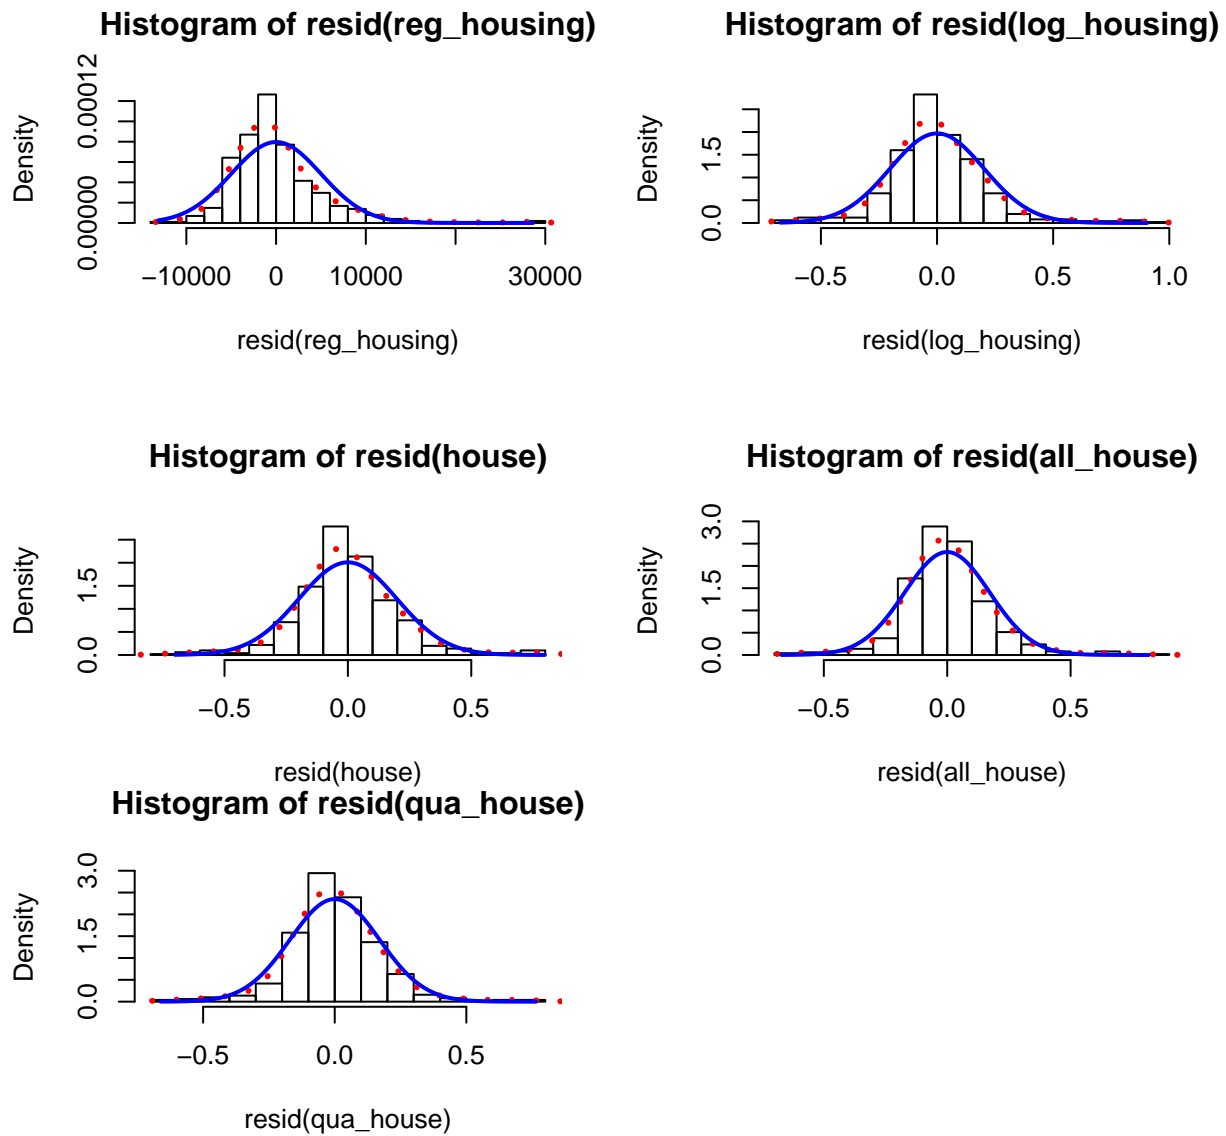 Histogram of resid(reg_housing)
Density
0.00000 0.00012
−10000 0 10000 30000
resid(reg_housing)
Histogram of resid(log_housing)
Density
0.0 1.5
−0.5 0.0 0.5 1.0
resid(log_housing)
Histogram of resid(house)
Density
0.0 1.5
−0.5 0.0 0.5
resid(house)
Histogram of resid(all_house)
Density
0.0 1.5 3.0
−0.5 0.0 0.5
resid(all_house)
Histogram of resid(qua_house)
Density
0.0 1.5 3.0
−0.5 0.0 0.5
resid(qua_house)